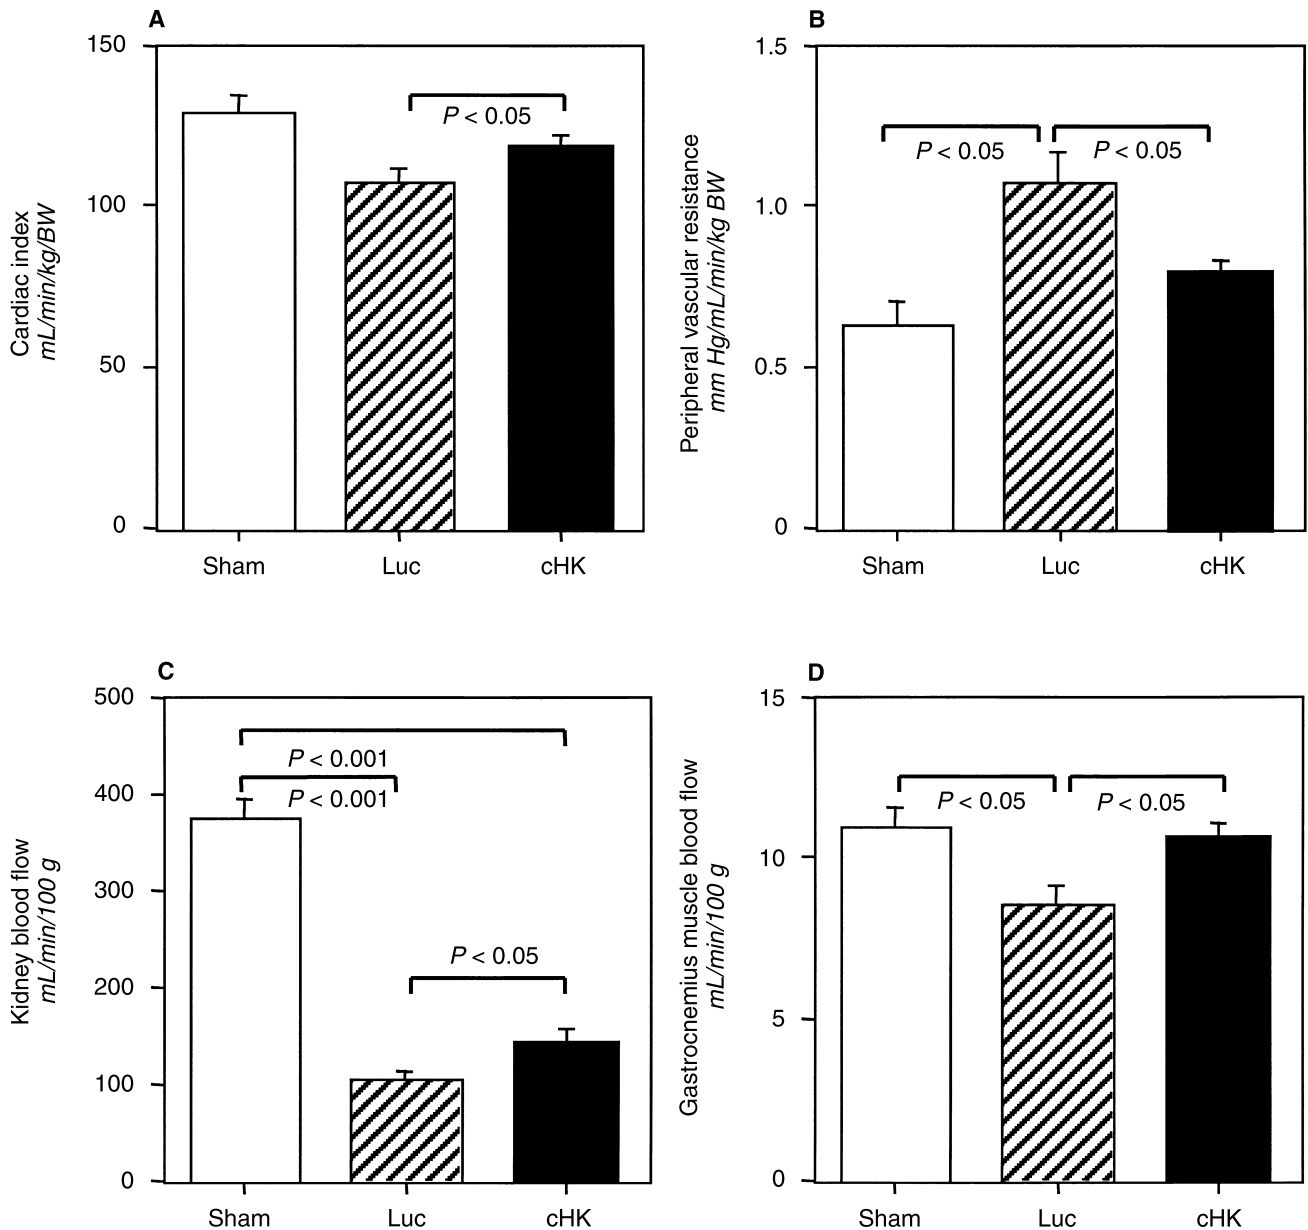 A
150
100
50
0
Cardiac index
mL/min/kg/BW
P < 0.05
Sham
Luc
cHK
B
1.5
1.0
0.5
0
Peripheral vascular resistance
mm Hg/mL/min/kg BW
P < 0.05
P < 0.05
Sham
Luc
cHK
C
500
400
300
200
100
0
Kidney blood flow
mL/min/100 g
P < 0.001
P < 0.001
P < 0.05
Sham
Luc
cHK
D
15
10
5
0
Gastrocnemius muscle blood flow
mL/min/100 g
P < 0.05
P < 0.05
Sham
Luc
cHK